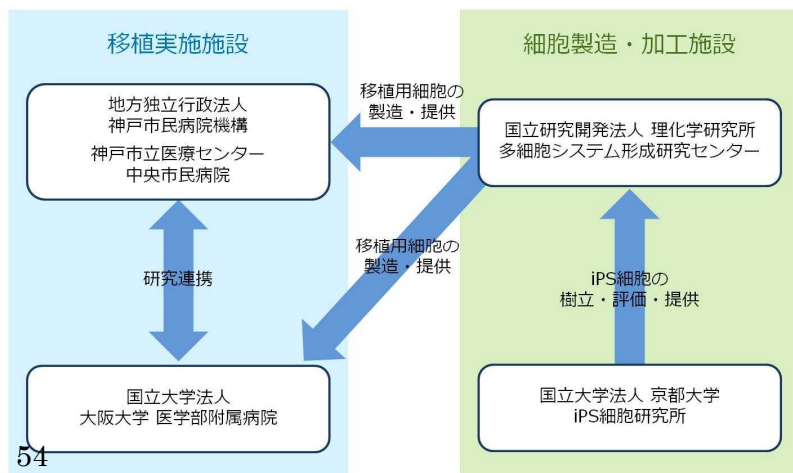 移植実施施設
細胞製造・加工施設
地方独立行政法人
神戸市民病院機構
神戸市立医療センター
中央市民病院
移植用細胞の
製造・提供
国立研究開発法人 理化学研究所
多細胞システム形成研究センター
研究連携
移植用細胞の
製造・提供
iPS細胞の
樹立・評価・提供
国立大学法人
大阪大学 医学部附属病院
国立大学法人 京都大学
iPS細胞研究所
54